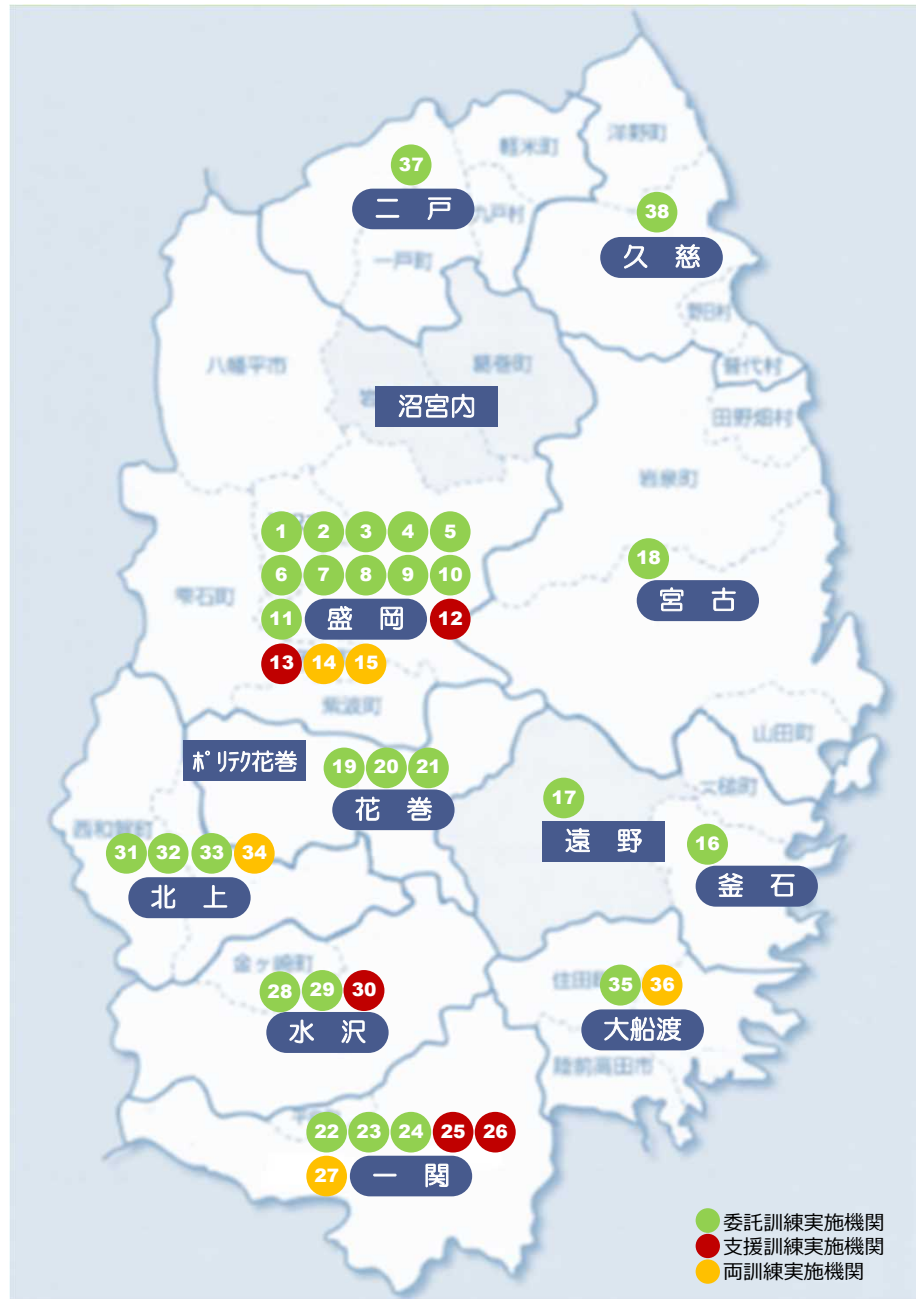 洋野町
軽米町
37
二 戸
九戸村
38
久 慈
一戸町
野田村
八幡平市
葛巻町
普代村
沼宮内
田野畑村
岩泉町
1 2 3 4 5
6 7 8 9 10
18
雫石町
宮 古
11 盛 岡 12
13 14 15
紫波町
山田町
ポリテク花巻
19 20 21
大槌町
17
花 巻
西和賀町
遠 野
31 32 33 34
16
北 上
釜 石
金ヶ崎町
住田町
28 29 30
35 36
水 沢
大船渡
陸前高田市
22 23 24 25 26
27 一 関
委託訓練実施機関
支援訓練実施機関
両訓練実施機関